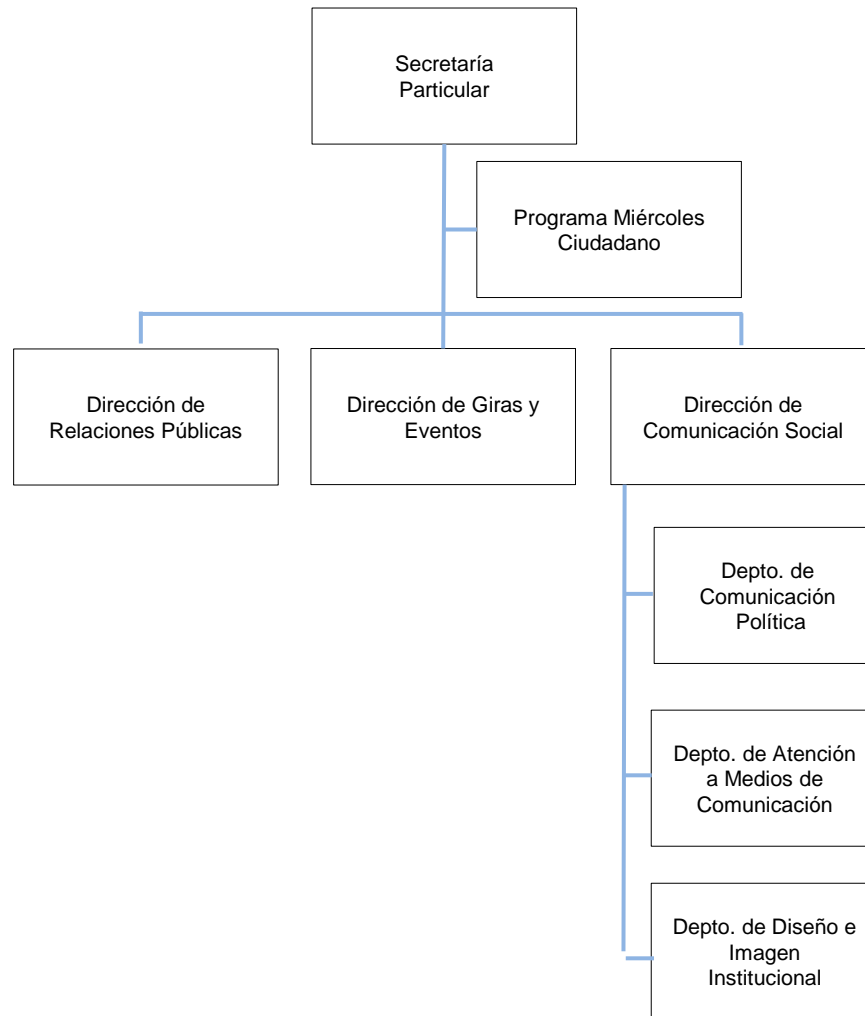 Secretaría
Particular
Programa Miércoles
Ciudadano
Dirección de
Relaciones Públicas
Dirección de Giras y
Eventos
Dirección de
Comunicación Social
Depto. de
Comunicación
Política
Depto. de Atención
a Medios de
Comunicación
Depto. de Diseño e
Imagen
Institucional